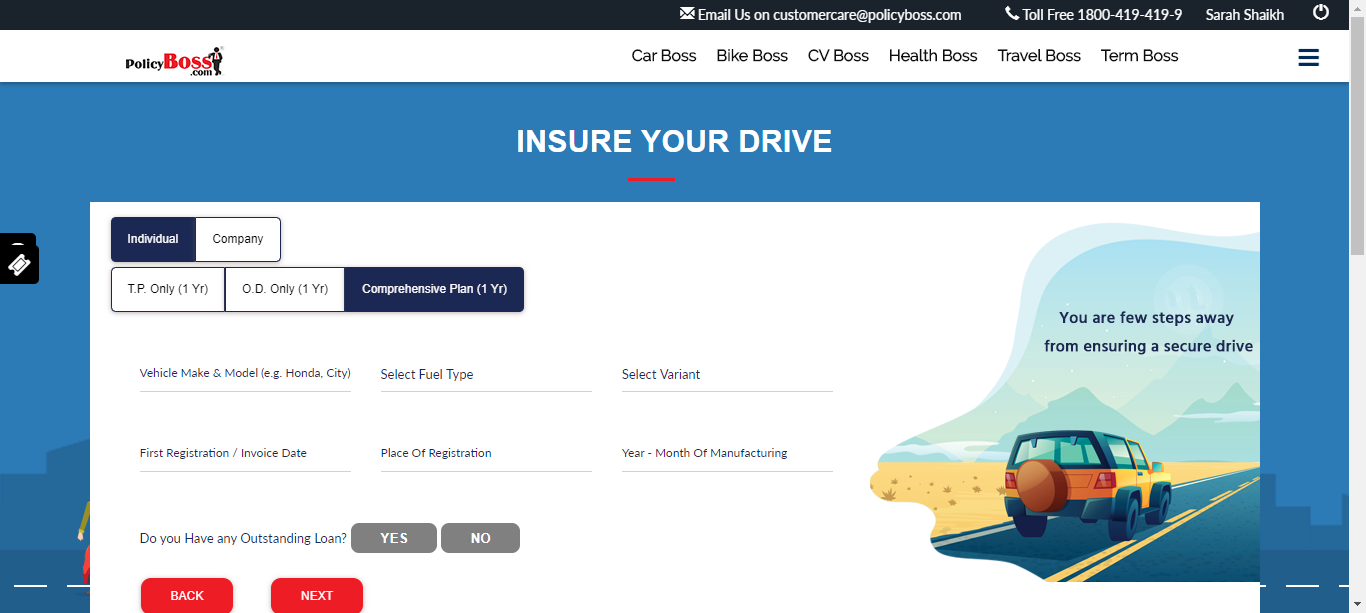 Email Us on customercare@policyboss.com Toll Free 1800-419-419-9 Sarah Shaikh
PolicyBoss.com Car Boss Bike Boss CV Boss Health Boss Travel Boss Term Boss
INSURE YOUR DRIVE
Individual Company
T.P. Only (1 Yr) O.D. Only (1 Yr) Comprehensive Plan (1 Yr)
You are few steps away
from ensuring a secure drive
Vehicle Make & Model (e.g. Honda, City) Select Fuel Type Select Variant
First Registration / Invoice Date Place Of Registration Year - Month Of Manufacturing
Do you Have any Outstanding Loan? YES NO
BACK NEXT